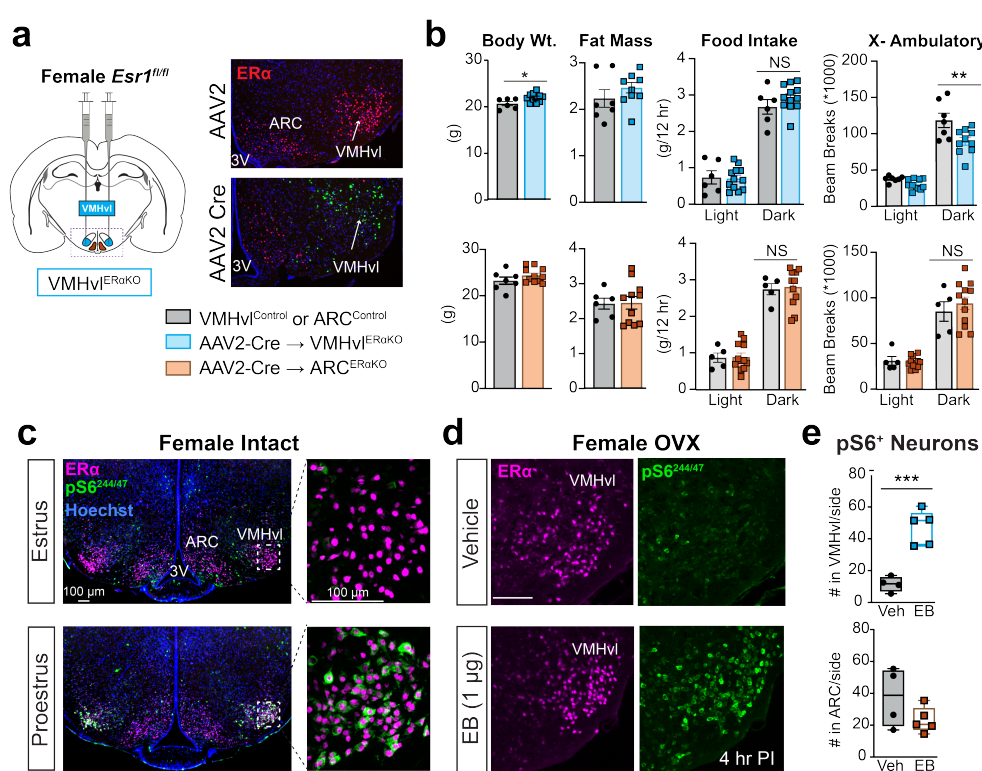 a
Female Esr1fl/fl
VMHvl
VMHvlERαKO
AAV2
ERα
ARC
VMHvl
3V
AAV2 Cre
VMHvl
3V
VMHvlControl or ARCControl
AAV2-Cre → VMHvlERαKO
AAV2-Cre → ARCERαKO
b
Body Wt.
Fat Mass
Food Intake
X- Ambulatory
(g)
30
20
10
0
*
3
2
1
0
(g/12 hr)
4
3
2
1
0
NS
Light
Dark
Beam Breaks (*1000)
200
150
100
50
0
**
Light
Dark
(g)
30
20
10
0
4
3
2
1
0
(g/12 hr)
4
3
2
1
0
NS
Light
Dark
Beam Breaks (*1000)
150
100
50
0
NS
Light
Dark
c
Female Intact
Estrus
ERα
pS6244/47
Hoechst
VMHvl
ARC
3V
100 µm
100 µm
Proestrus
d
Female OVX
Vehicle
ERα
VMHvl
pS6244/47
EB (1 µg)
VMHvl
4 hr PI
e
pS6+ Neurons
# in VMHvl/side
80
60
40
20
0
***
Veh
EB
# in ARC/side
80
60
40
20
0
Veh
EB